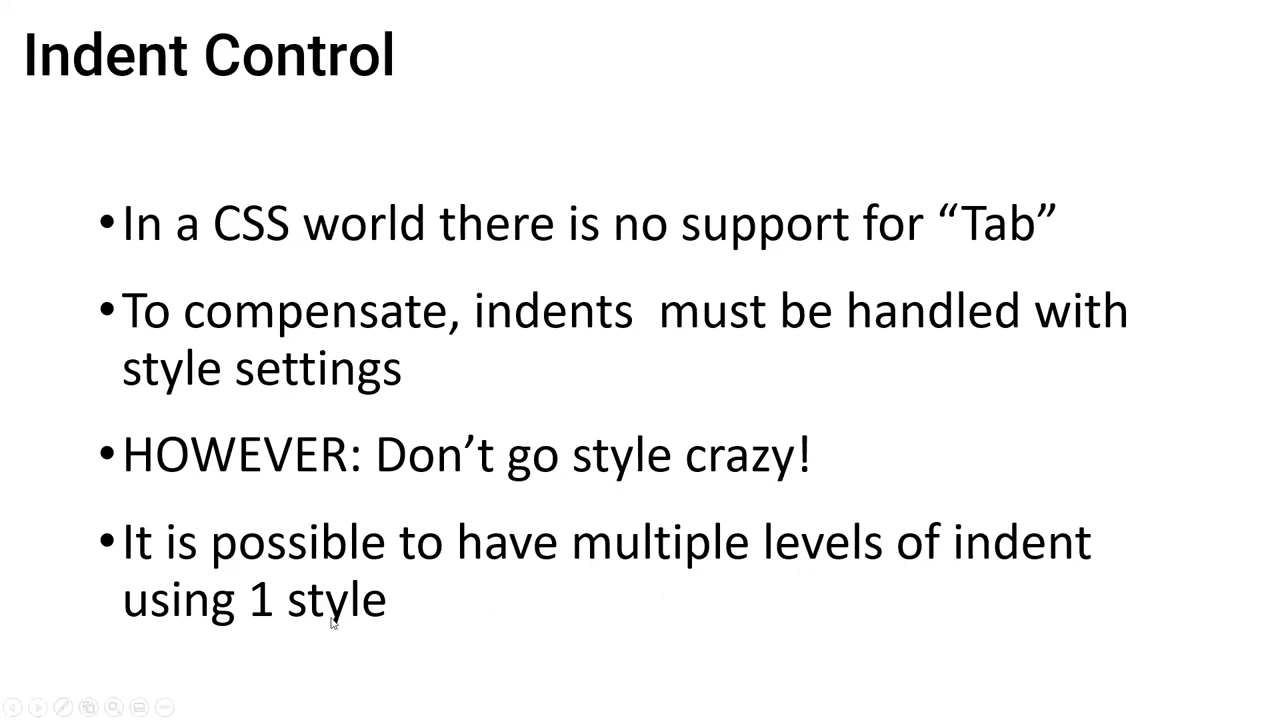 Indent Control
•In a CSS world there is no support for “Tab”
•To compensate, indents  must be handled with
style settings
•HOWEVER: Don’t go style crazy!
•It is possible to have multiple levels of indent
using 1 style